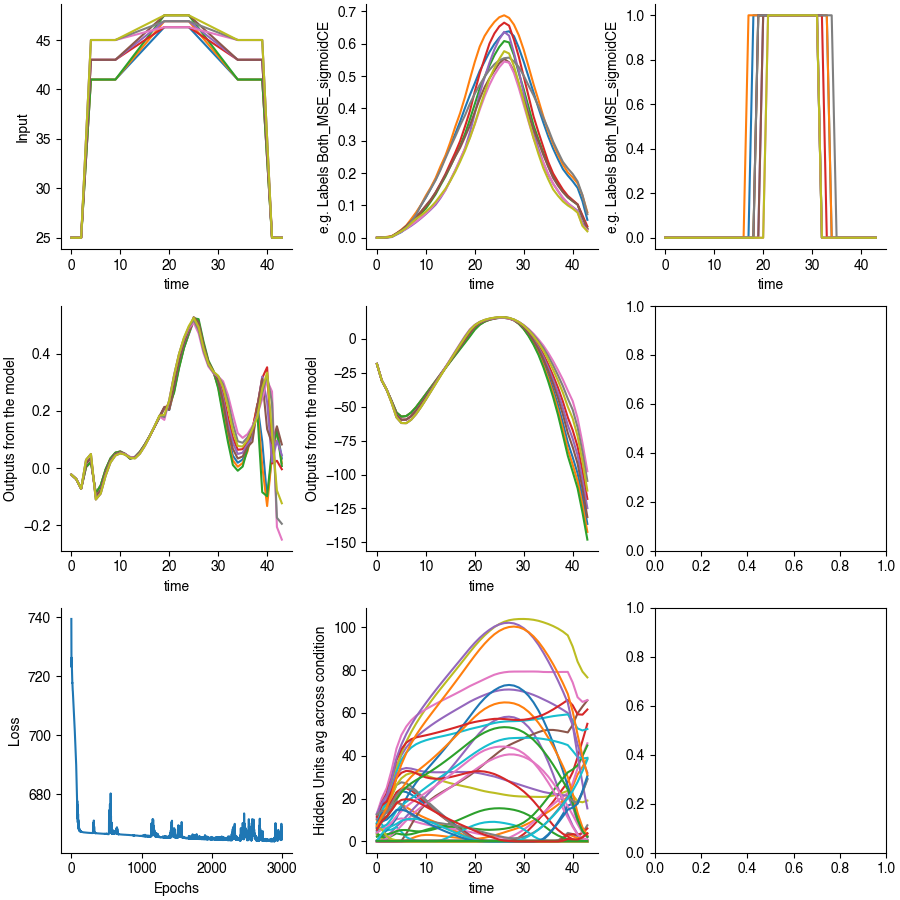 45
40
35
30
25
Input
0 10 20 30 40
time
0.7
0.6
0.5
0.4
0.3
0.2
0.1
0.0
e.g. Labels Both_MSE_sigmoidCE
0 10 20 30 40
time
1.0
0.8
0.6
0.4
0.2
0.0
e.g. Labels Both_MSE_sigmoidCE
0 10 20 30 40
time
0.4
0.2
0.0
−0.2
Outputs from the model
0 10 20 30 40
time
0
−25
−50
−75
−100
−125
−150
Outputs from the model
0 10 20 30 40
time
1.0
0.8
0.6
0.4
0.2
0.0
0.0 0.2 0.4 0.6 0.8 1.0
740
720
700
680
Loss
0 1000 2000 3000
Epochs
100
80
60
40
20
0
Hidden Units avg across condition
0 10 20 30 40
time
1.0
0.8
0.6
0.4
0.2
0.0
0.0 0.2 0.4 0.6 0.8 1.0